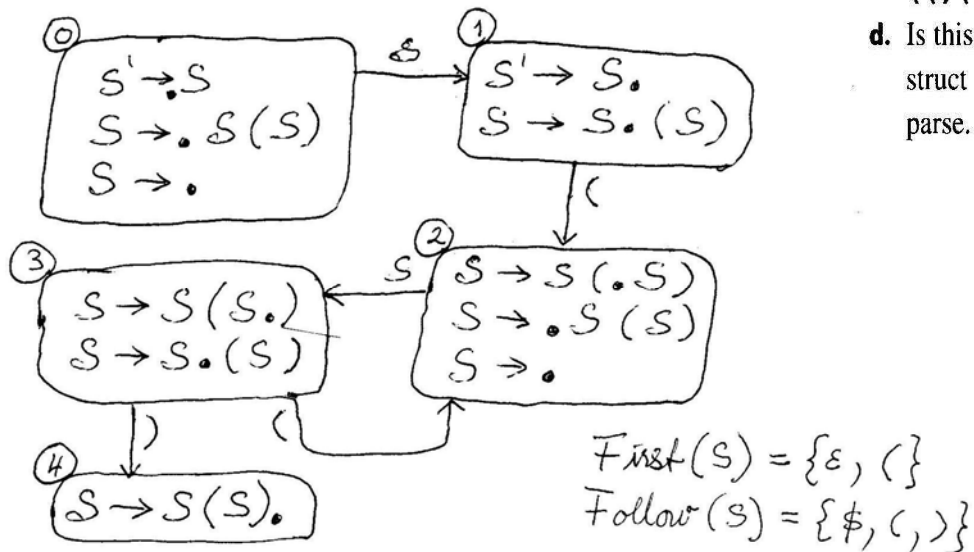 0
S' → .S
S → . S (S)
S → .
S
1
S' → S.
S → S. (S)
(
2
S → S (. S)
S → . S (S)
S → .
S
3
S → S (S.)
S → S. (S)
)
(
4
S → S(S).
First(S) = {ε, (}
Follow(S) = {$, (, )}
d. Is this
struct
parse.